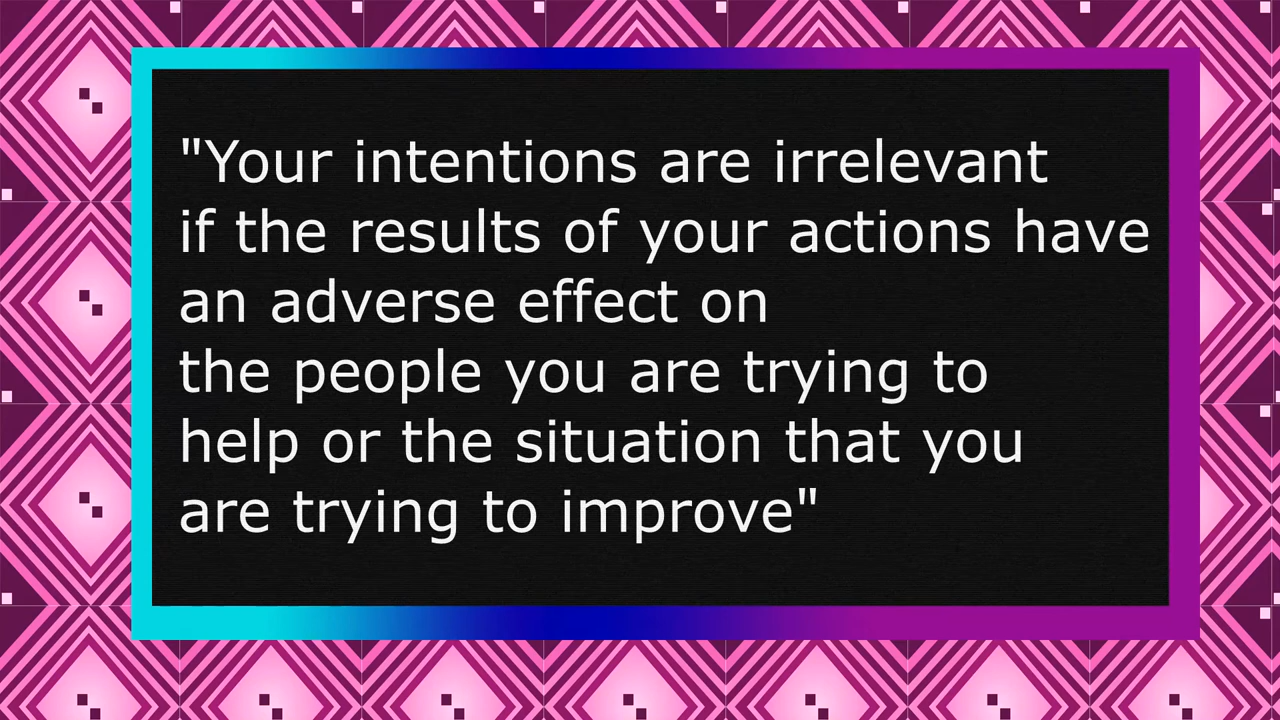 "Your intentions are irrelevant
if the results of your actions have
an adverse effect on
the people you are trying to
help or the situation that you
are trying to improve"